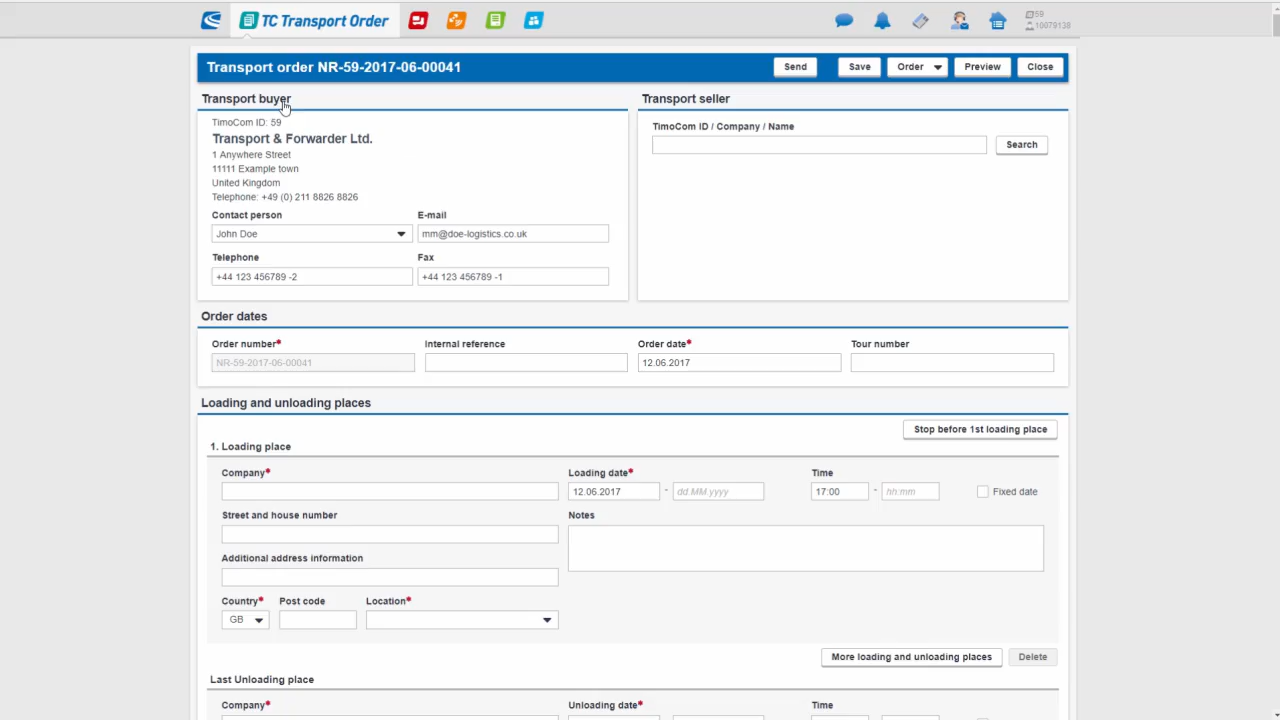 TC Transport Order
59
10079138
Transport order NR-59-2017-06-00041
Send
Save
Order
Preview
Close
Transport buyer
TimoCom ID: 59
Transport & Forwarder Ltd.
1 Anywhere Street
11111 Example town
United Kingdom
Telephone: +49 (0) 211 8826 8826
Contact person
E-mail
John Doe
mm@doe-logistics.co.uk
Telephone
Fax
+44 123 456789 -2
+44 123 456789 -1
Transport seller
TimoCom ID / Company / Name
Search
Order dates
Order number*
Internal reference
Order date*
Tour number
NR-59-2017-06-00041
12.06.2017
Loading and unloading places
Stop before 1st loading place
1. Loading place
Company*
Loading date*
Time
12.06.2017
-
dd.MM.yyyy
17:00
-
hh:mm
Fixed date
Street and house number
Notes
Additional address information
Country*
Post code
Location*
GB
More loading and unloading places
Delete
Last Unloading place
Company*
Unloading date*
Time